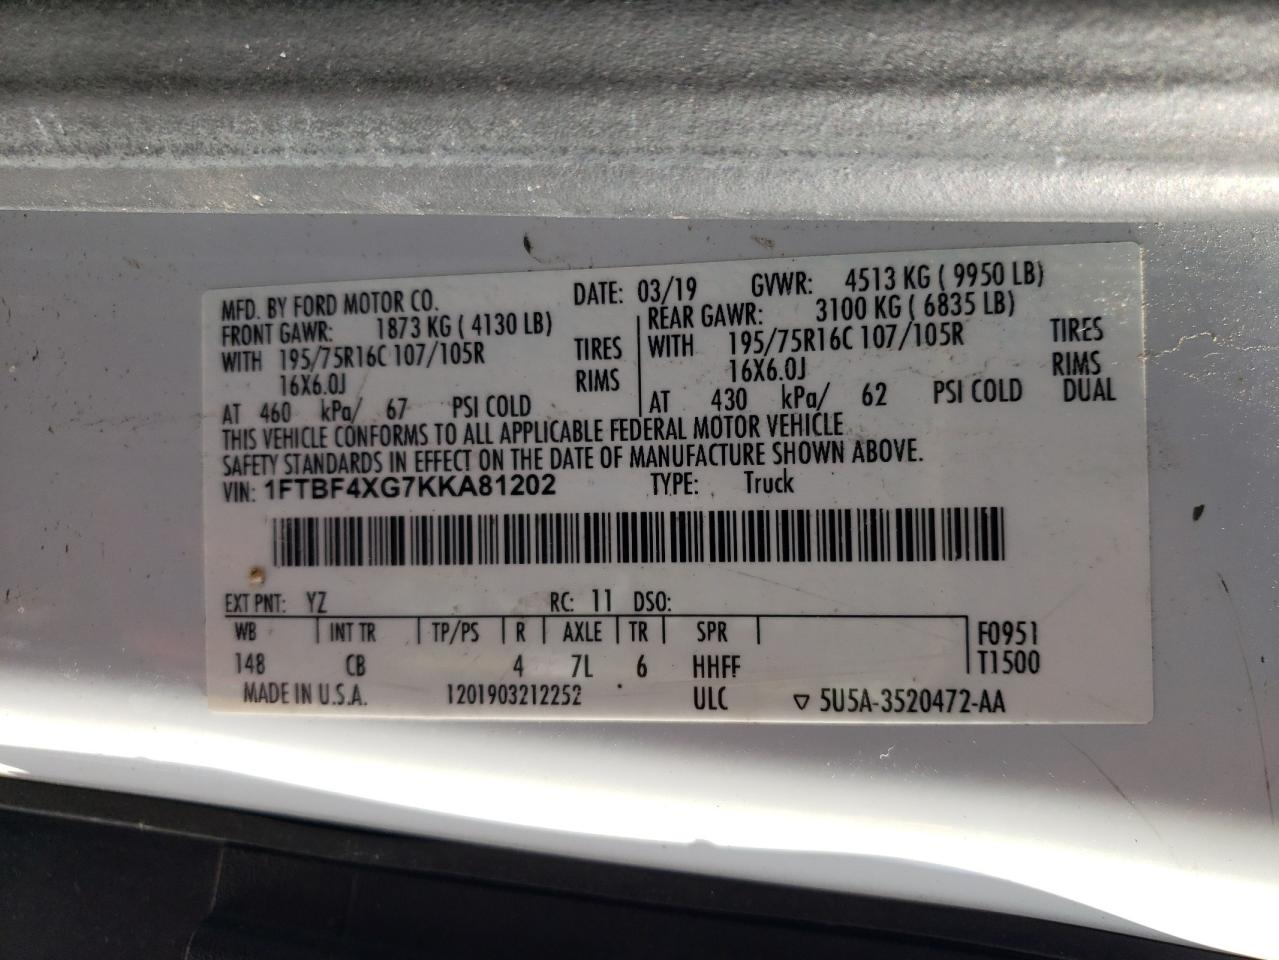 MFD. BY FORD MOTOR CO. DATE: 03/19 GVWR: 4513 KG ( 9950 LB)
FRONT GAWR: 1873 KG ( 4130 LB)
WITH 195/75R16C 107/105R TIRES
16X6.0J RIMS
AT 460 kPa/ 67 PSI COLD
REAR GAWR: 3100 KG ( 6835 LB)
WITH 195/75R16C 107/105R TIRES
16X6.0J RIMS
AT 430 kPa/ 62 PSI COLD DUAL
THIS VEHICLE CONFORMS TO ALL APPLICABLE FEDERAL MOTOR VEHICLE
SAFETY STANDARDS IN EFFECT ON THE DATE OF MANUFACTURE SHOWN ABOVE.
VIN: 1FTBF4XG7KKA81202 TYPE: Truck
EXT PNT: YZ RC: 11 DSO:
WB INT TR TP/PS R AXLE TR SPR F0951
148 CB 4 7L 6 HHFF T1500
MADE IN U.S.A. 1201903212252 ULC ▽ 5U5A-3520472-AA